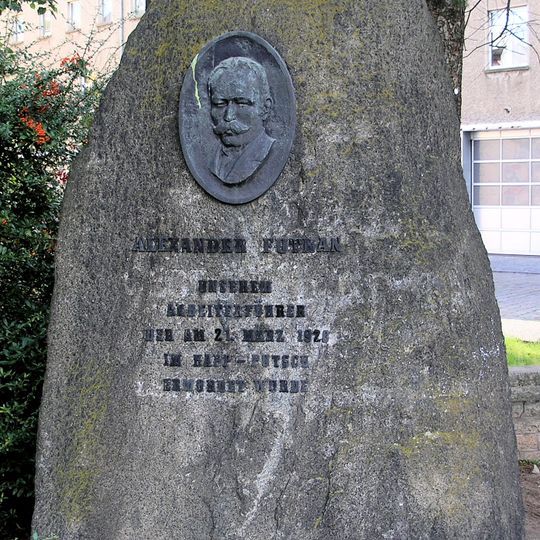 ALEXANDER FUTRAN
UNSEREM
ARBEITERFÜHRER
DER AM 21. MÄRZ 1920
IM KAPP-PUTSCH
ERMORDET WURDE